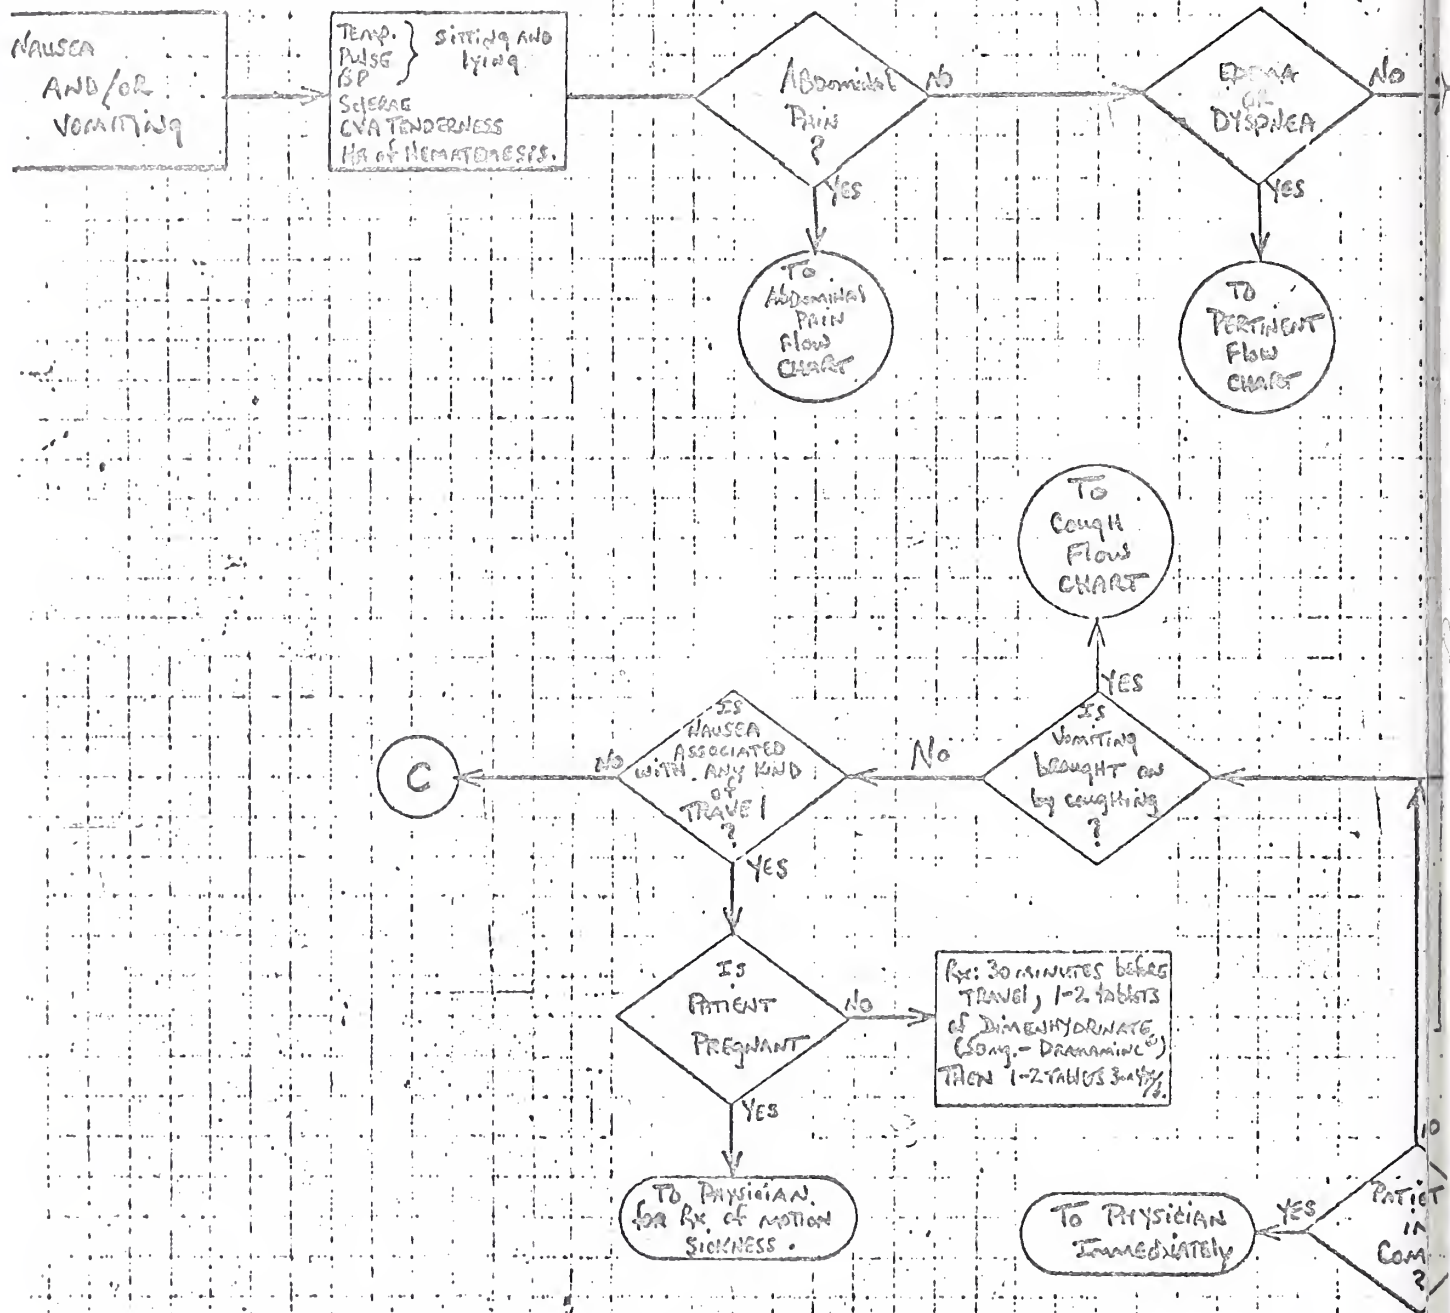 NAUSEA
AND/OR
VOMITING
TEMP.
PULSE
BP
SITTING AND
lying
SCLERAE
CVA TENDERNESS
Hx of HEMATEMESIS.
ABDOMINAL
PAIN
?
NO
YES
TO
ABDOMINAL
PAIN
Flow
CHART
EDEMA
OR
DYSPNEA
NO
YES
TO
PERTINENT
Flow
CHART
TO
COUGH
Flow
CHART
YES
IS
VOMITING
brought on
by coughing
?
No
IS
NAUSEA
ASSOCIATED
WITH ANY KIND
of
TRAVEl
?
NO
C
YES
IS
PATIENT
PREGNANT
NO
Rx: 30 MINUTES before
TRAVEl, 1-2 tablets
of DIMENHYDRINATE
(50mg.- DRAMAMINE®)
THEN 1-2 TABLETS
YES
TO PHYSICIAN
for Rx. of MOTION
SICKNESS.
PATIE
IN
COM
?
YES
TO PHYSICIAN
IMMEDIATELY